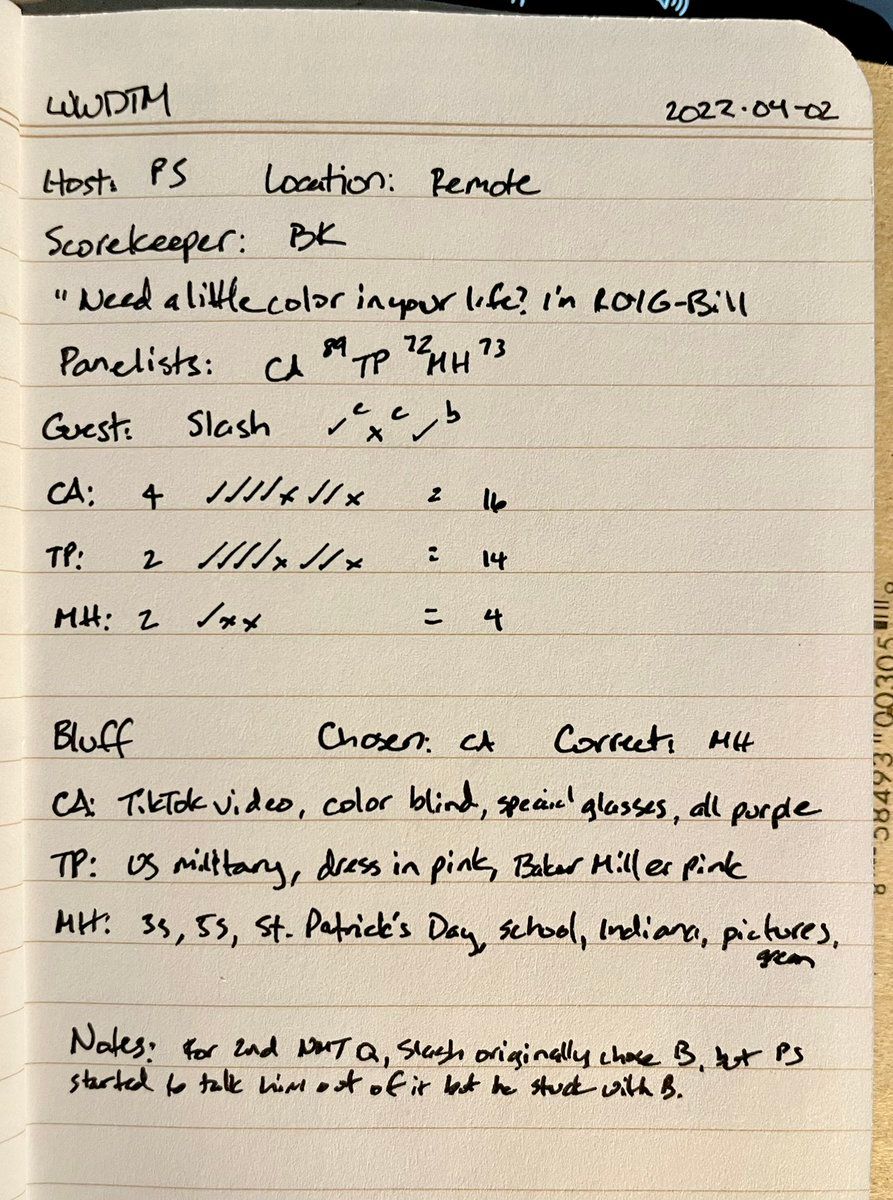 WWDTM 2022-04-02
Host: PS Location: Remote
Scorekeeper: BK
"Need a little color in your life? I'm ROYG-Bill
Panelists: CA 89 TP 72 MH 73
Guest: Slash ✓c xc ✓b
CA: 4 ✓✓✓✓x✓✓x = 16
TP: 2 ✓✓✓✓x✓✓x = 14
MH: 2 ✓xx = 4
Bluff Chosen: CA Correct: MH
CA: TikTok video, color blind, special glasses, all purple
TP: US military, dress in pink, Baker Miller pink
MH: 3s, 5s, St. Patrick's Day, school, Indiana, pictures,
green
Notes: For 2nd NMT Q, Slash originally chose B, but PS
started to talk him out of it but he stuck with B.
8 58493 00305